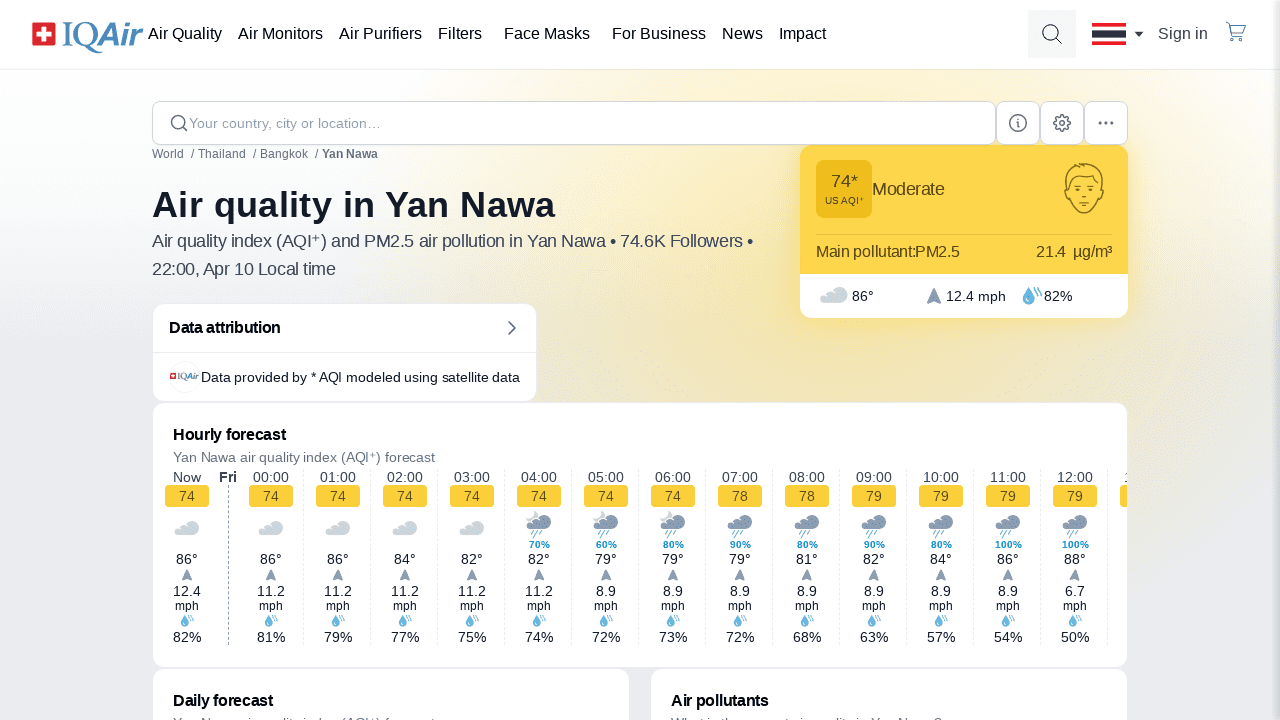 IQAir Air Quality Air Monitors Air Purifiers Filters Face Masks For Business News Impact Sign in
Your country, city or location…
World / Thailand / Bangkok / Yan Nawa
Air quality in Yan Nawa
Air quality index (AQI⁺) and PM2.5 air pollution in Yan Nawa • 74.6K Followers •
22:00, Apr 10 Local time
74*
US AQI⁺
Moderate
Main pollutant:PM2.5 21.4 µg/m³
86° 12.4 mph 82%
Data attribution
IQAir Data provided by * AQI modeled using satellite data
Hourly forecast
Yan Nawa air quality index (AQI⁺) forecast
Now Fri 00:00 01:00 02:00 03:00 04:00 05:00 06:00 07:00 08:00 09:00 10:00 11:00 12:00
74 74 74 74 74 74 74 74 78 78 79 79 79 79
70% 60% 80% 90% 80% 90% 80% 100% 100%
86° 86° 86° 84° 82° 82° 79° 79° 79° 81° 82° 84° 86° 88°
12.4 11.2 11.2 11.2 11.2 11.2 8.9 8.9 8.9 8.9 8.9 8.9 8.9 6.7
mph mph mph mph mph mph mph mph mph mph mph mph mph mph
82% 81% 79% 77% 75% 74% 72% 73% 72% 68% 63% 57% 54% 50%
Daily forecast
Air pollutants